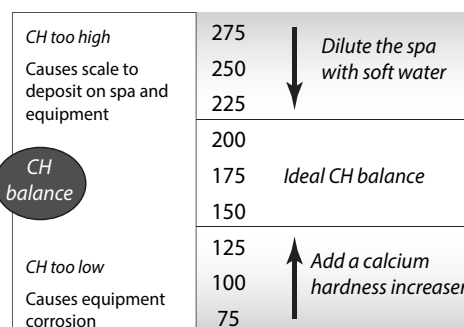 CH too high
Causes scale to
deposit on spa and
equipment
CH
balance
CH too low
Causes equipment
corrosion
275
250
225
200
175
150
125
100
75
Dilute the spa
with soft water
Ideal CH balance
Add a calcium
hardness increaser